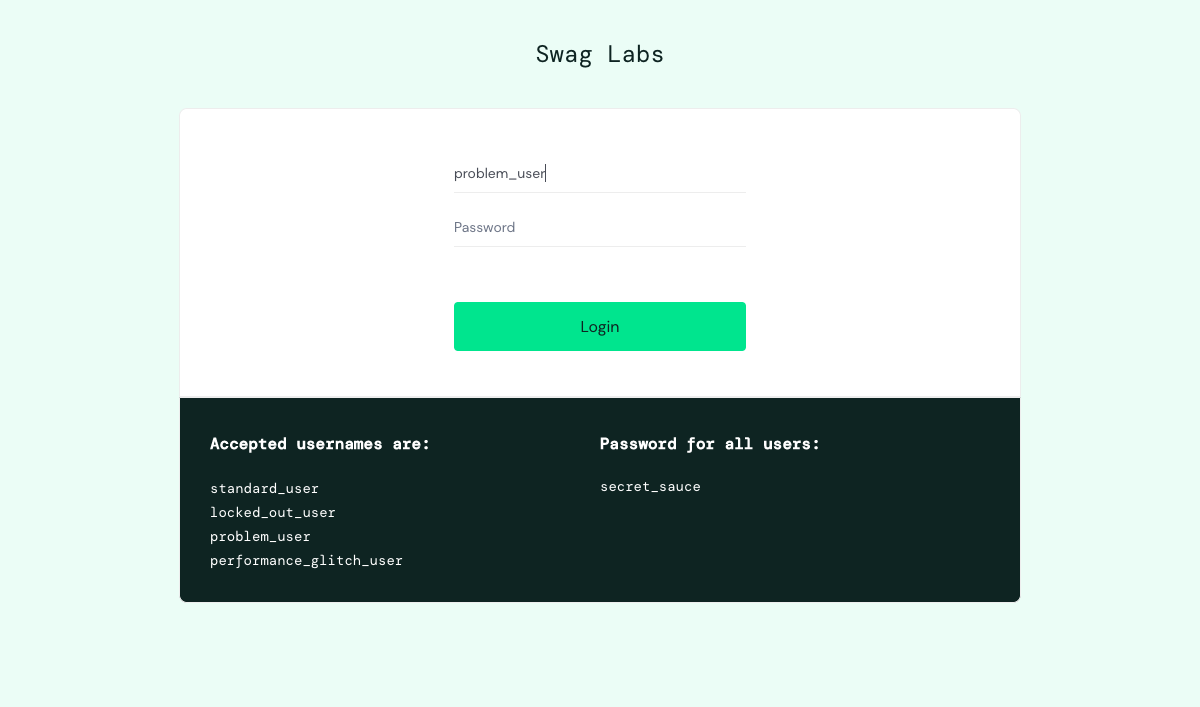 Swag Labs
problem_user
Password
Login
Accepted usernames are:
standard_user
locked_out_user
problem_user
performance_glitch_user
Password for all users:
secret_sauce